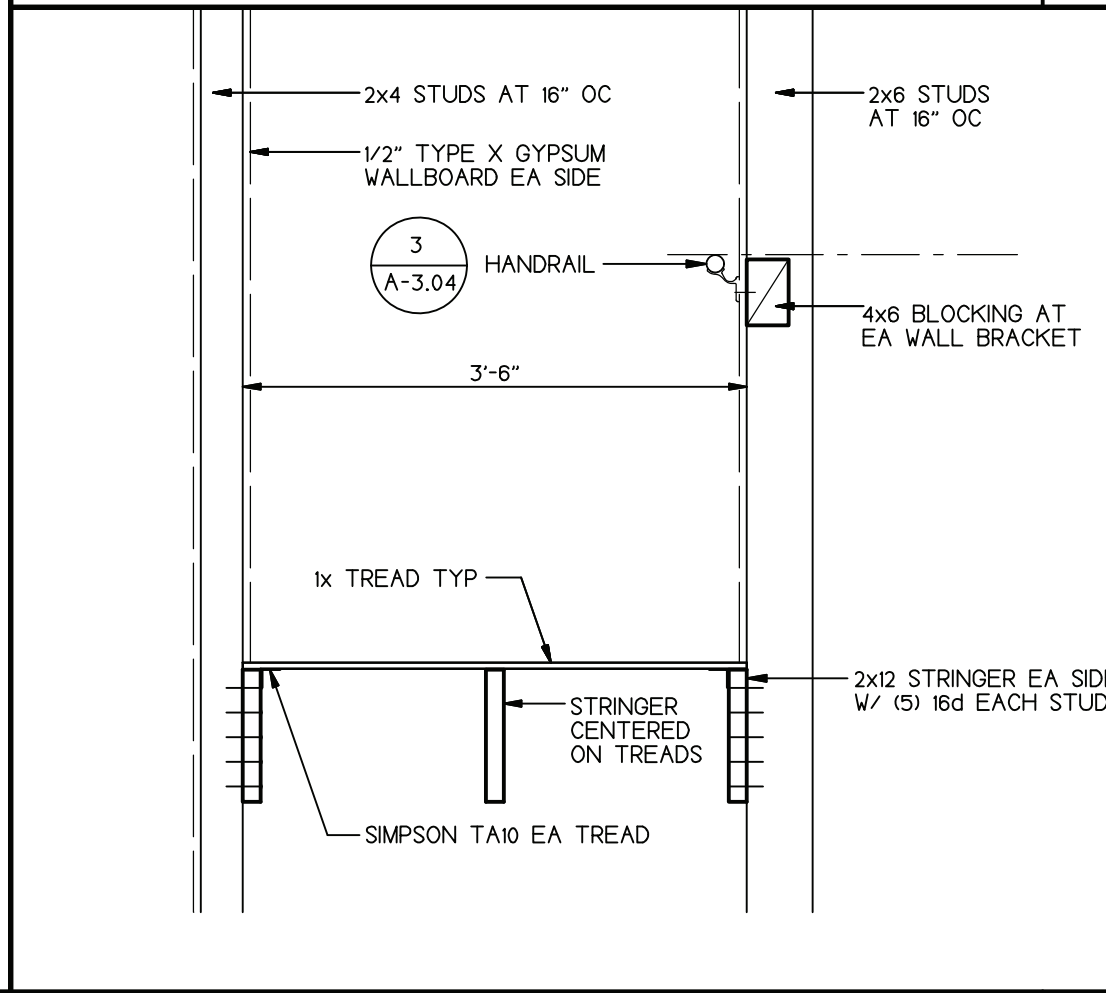 2x4 STUDS AT 16" OC
2x6 STUDS
AT 16" OC
1/2" TYPE X GYPSUM
WALLBOARD EA SIDE
3
A-3.04
HANDRAIL
4x6 BLOCKING AT
EA WALL BRACKET
3'-6"
1x TREAD TYP
2x12 STRINGER EA SIDE
W/ (5) 16d EACH STUD
STRINGER
CENTERED
ON TREADS
SIMPSON TA10 EA TREAD